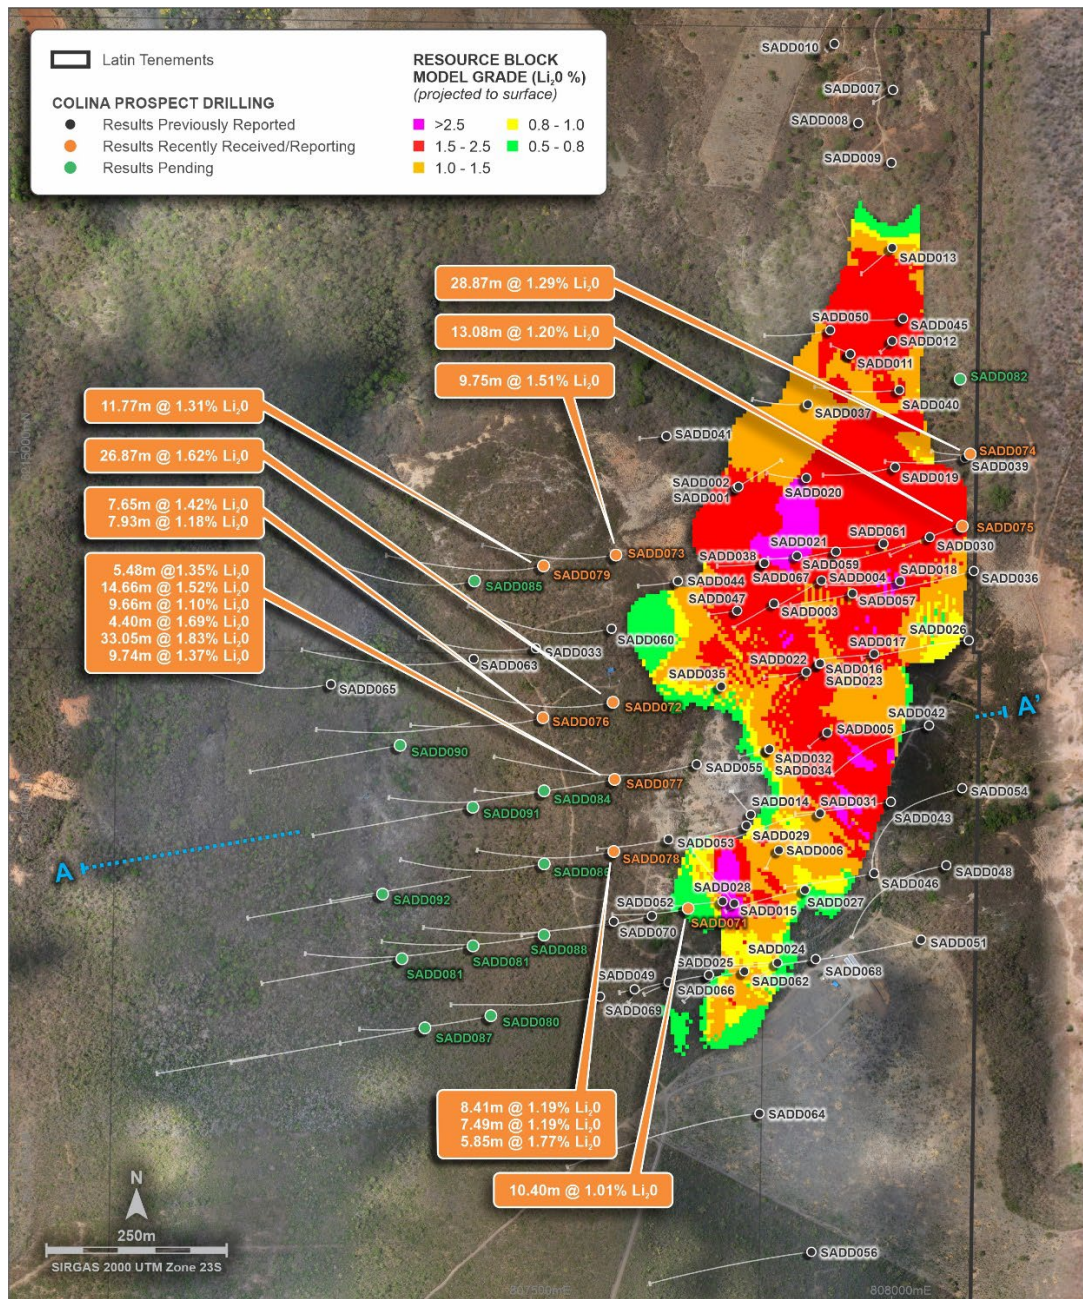 Latin Tenements
COLINA PROSPECT DRILLING
Results Previously Reported
Results Recently Received/Reporting
Results Pending
RESOURCE BLOCK
MODEL GRADE (Li₂0 %)
(projected to surface)
>2.5
1.5 - 2.5
1.0 - 1.5
0.8 - 1.0
0.5 - 0.8
SADD010
SADD007
SADD008
SADD009
SADD013
28.87m @ 1.29% Li₂0
SADD050
SADD045
13.08m @ 1.20% Li₂0
SADD012
SADD011
9.75m @ 1.51% Li₂0
SADD082
SADD040
11.77m @ 1.31% Li₂0
SADD037
SADD041
26.87m @ 1.62% Li₂0
SADD074
SADD039
SADD019
SADD002
SADD001
SADD020
7.65m @ 1.42% Li₂0
7.93m @ 1.18% Li₂0
SADD075
SADD061
SADD030
SADD021
SADD073
SADD038
SADD059
SADD079
SADD067
SADD004
SADD018
SADD036
SADD085
SADD044
5.48m @1.35% Li₂0
14.66m @ 1.52% Li₂0
9.66m @ 1.10% Li₂0
4.40m @ 1.69% Li₂0
33.05m @ 1.83% Li₂0
9.74m @ 1.37% Li₂0
SADD047
SADD003
SADD057
SADD060
SADD026
SADD017
SADD033
SADD063
SADD022
SADD016
SADD023
SADD035
SADD065
SADD072
SADD076
A'
SADD042
SADD005
SADD090
SADD032
SADD034
SADD055
SADD077
SADD054
SADD084
SADD091
SADD014
SADD031
SADD043
SADD029
SADD053
SADD006
SADD078
A
SADD086
SADD048
SADD046
SADD092
SADD028
SADD027
SADD052
SADD015
SADD071
SADD070
SADD088
SADD051
SADD081
SADD081
SADD024
SADD025
SADD068
SADD049
SADD066
SADD062
SADD069
SADD080
SADD087
8.41m @ 1.19% Li₂0
7.49m @ 1.19% Li₂0
5.85m @ 1.77% Li₂0
SADD064
10.40m @ 1.01% Li₂0
N
250m
SIRGAS 2000 UTM Zone 23S
SADD056
807500mE
808000mE